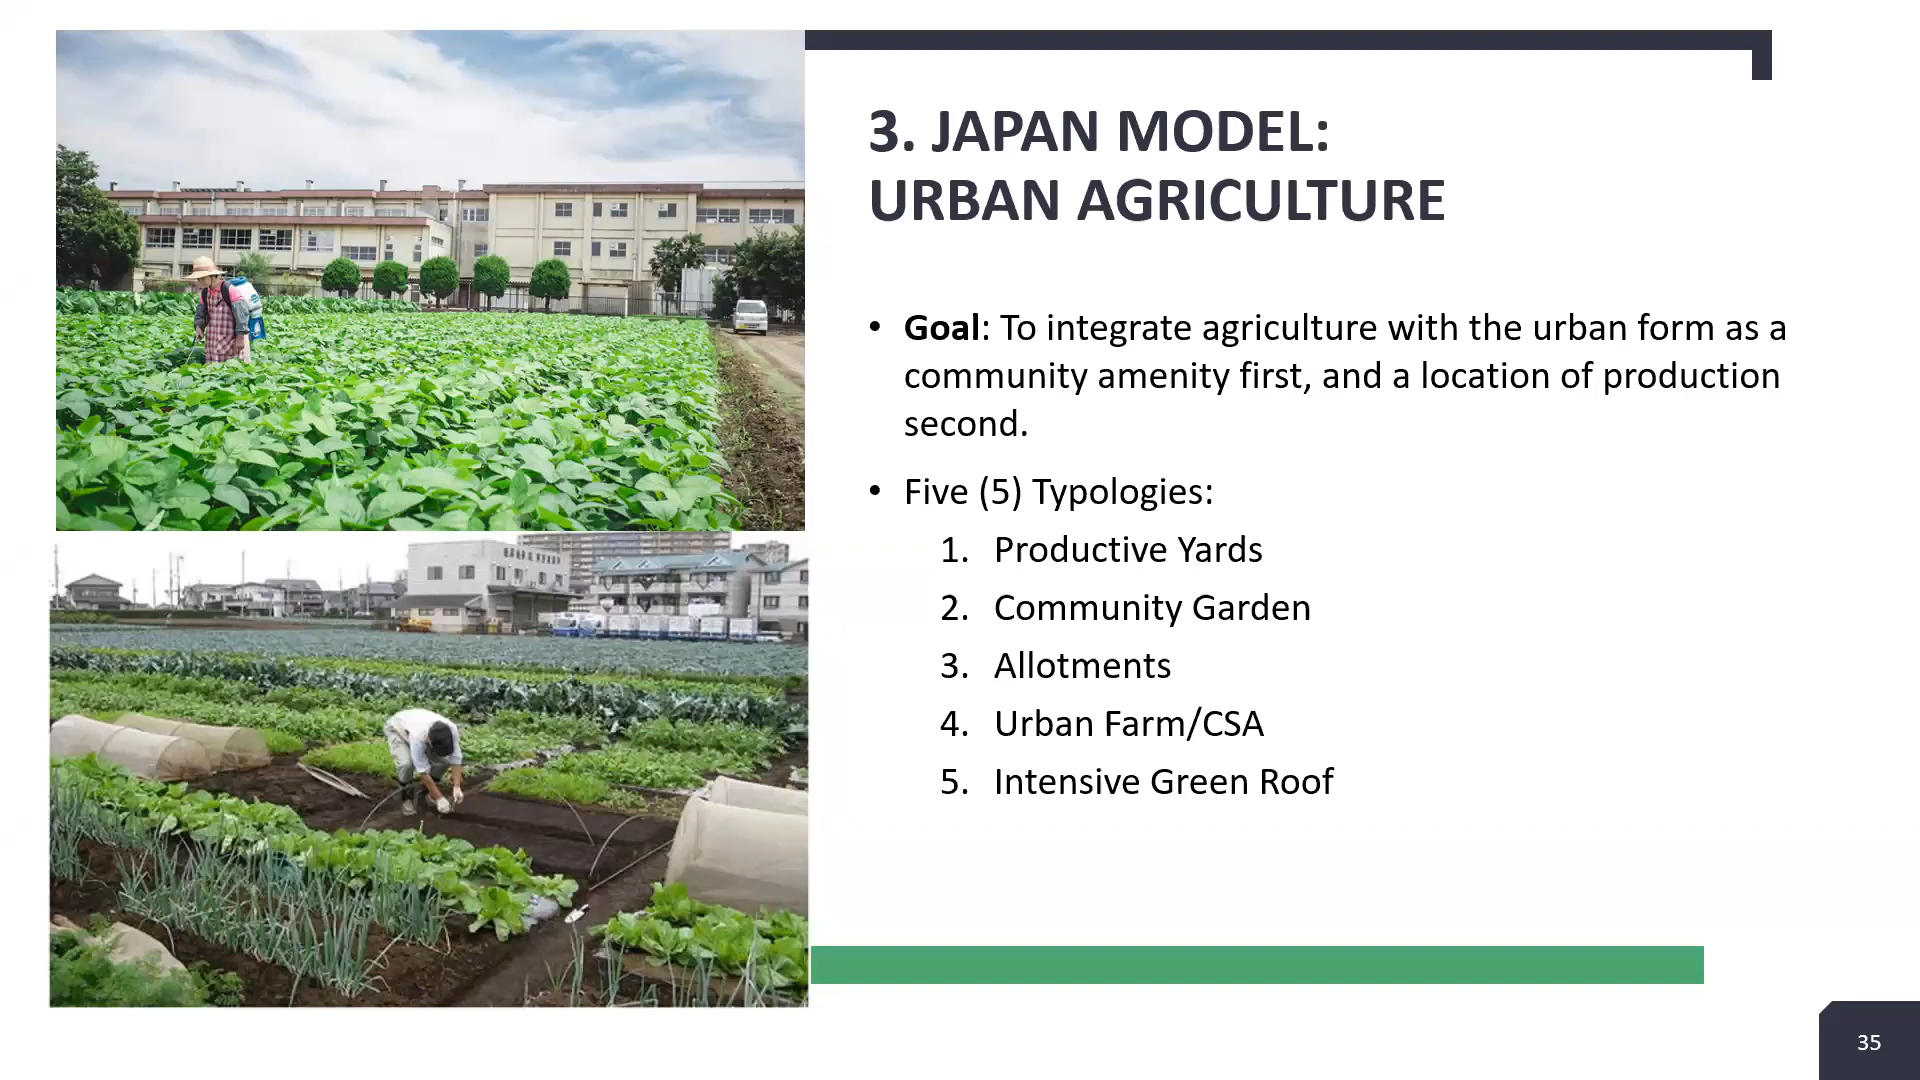 3. JAPAN MODEL:
URBAN AGRICULTURE
• Goal: To integrate agriculture with the urban form as a
community amenity first, and a location of production
second.
• Five (5) Typologies:
1. Productive Yards
2. Community Garden
3. Allotments
4. Urban Farm/CSA
5. Intensive Green Roof
35